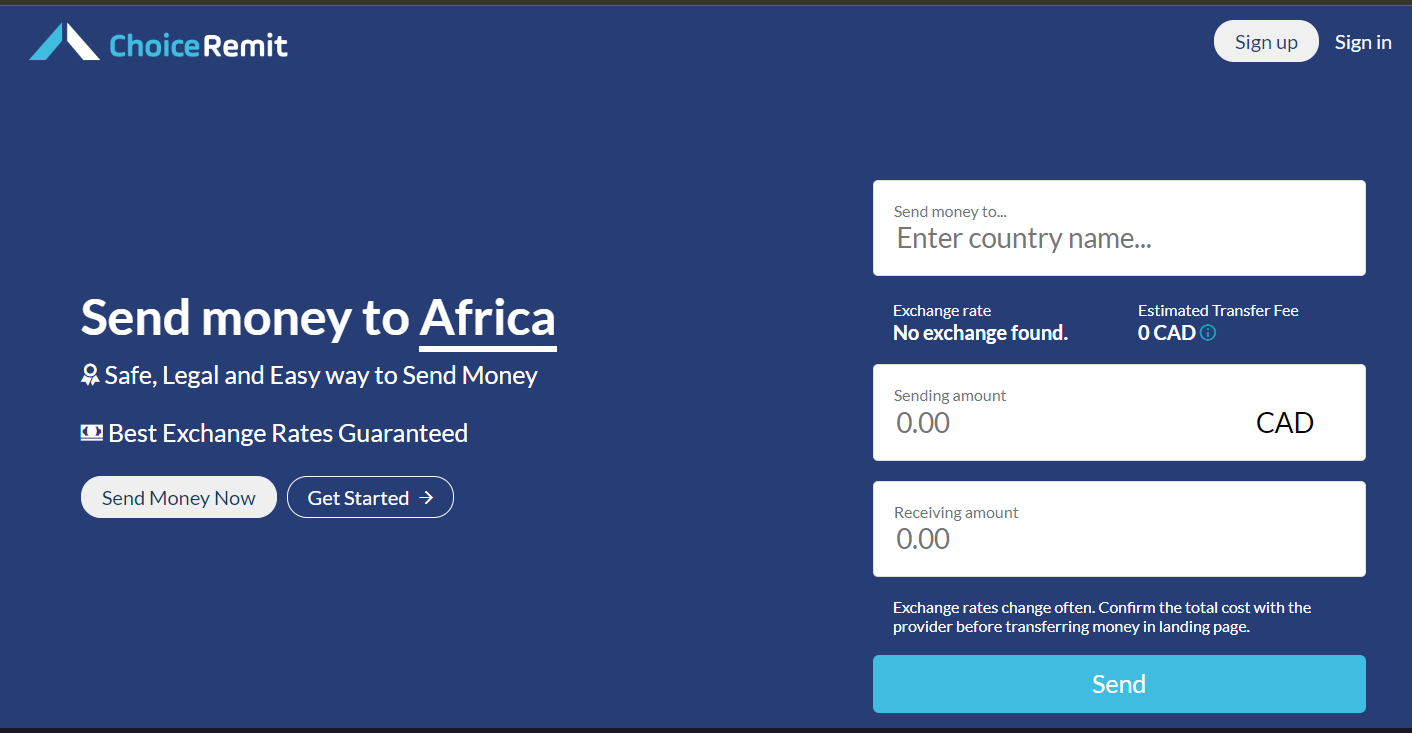 ChoiceRemit
Sign up
Sign in
Send money to Africa
Safe, Legal and Easy way to Send Money
Best Exchange Rates Guaranteed
Send Money Now
Get Started →
Send money to...
Enter country name...
Exchange rate
No exchange found.
Estimated Transfer Fee
0 CAD
Sending amount
0.00
CAD
Receiving amount
0.00
Exchange rates change often. Confirm the total cost with the
provider before transferring money in landing page.
Send